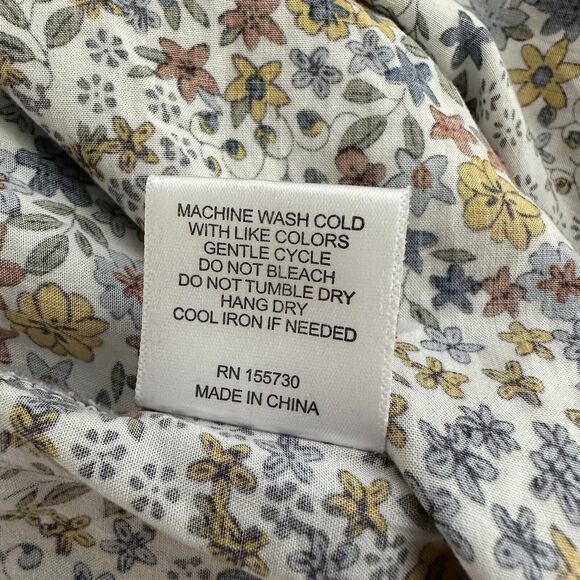 MACHINE WASH COLD
WITH LIKE COLORS
GENTLE CYCLE
DO NOT BLEACH
DO NOT TUMBLE DRY
HANG DRY
COOL IRON IF NEEDED
RN 155730
MADE IN CHINA